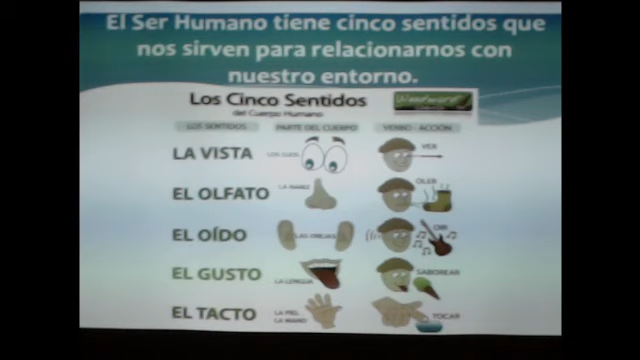 El Ser Humano tiene cinco sentidos que
nos sirven para relacionarnos con
nuestro entorno.
Los Cinco Sentidos
del Cuerpo Humano
LOS SENTIDOS PARTE DEL CUERPO VERBO - ACCIÓN
LA VISTA LOS OJOS VER
EL OLFATO LA NARIZ OLER
EL OÍDO LAS OREJAS OIR
EL GUSTO LA LENGUA SABOREAR
EL TACTO LA PIEL LA MANO TOCAR